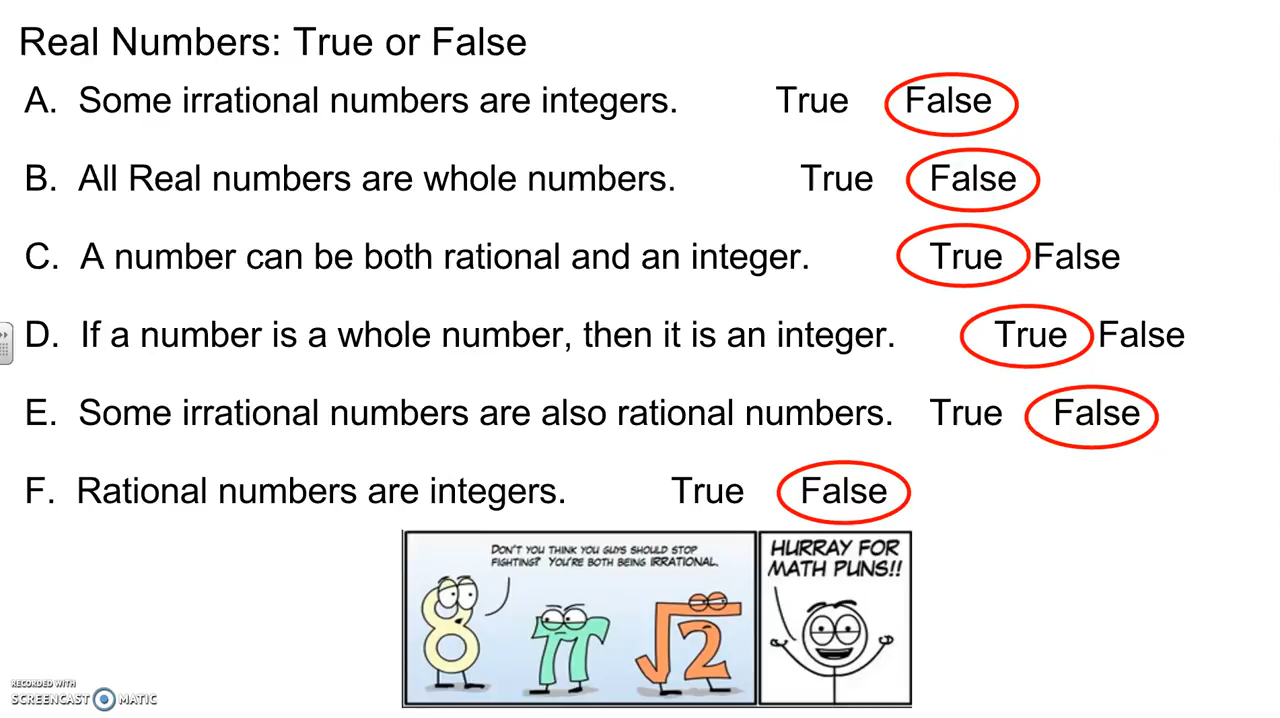 Real Numbers: True or False
A. Some irrational numbers are integers. True False
B. All Real numbers are whole numbers. True False
C. A number can be both rational and an integer. True False
D. If a number is a whole number, then it is an integer. True False
E. Some irrational numbers are also rational numbers. True False
F. Rational numbers are integers. True False
DON'T YOU THINK YOU GUYS SHOULD STOP
FIGHTING? YOU'RE BOTH BEING IRRATIONAL.
8
π
√2
HURRAY FOR
MATH PUNS!!
RECORDED WITH
SCREENCAST MATIC